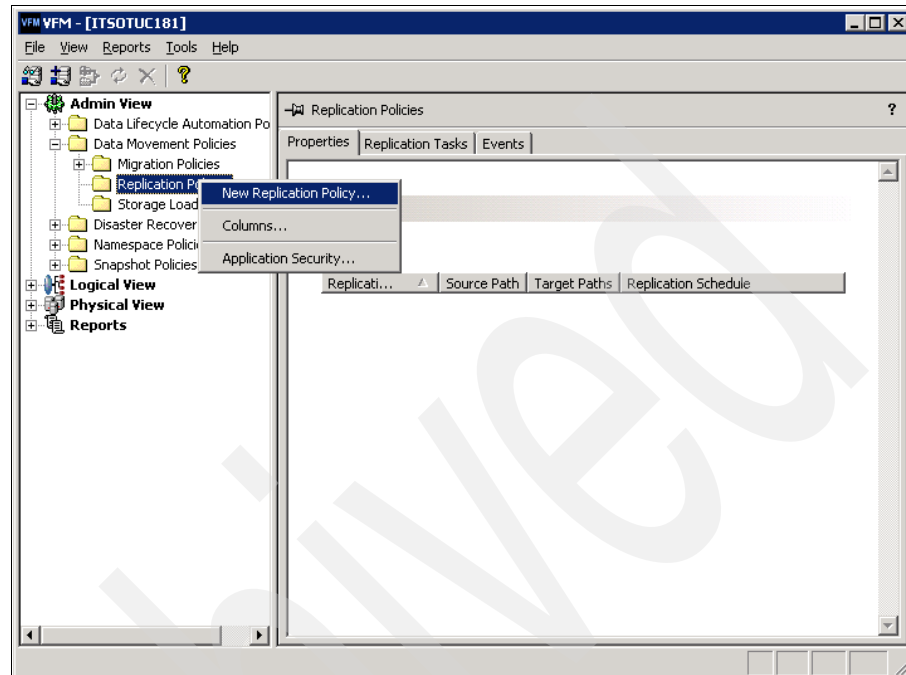 VFM VFM - [ITSOTUC181]
File View Reports Tools Help
Admin View
Data Lifecycle Automation Po
Data Movement Policies
Migration Policies
Replication Po
Storage Load
Disaster Recover
Namespace Polici
Snapshot Policies
Logical View
Physical View
Reports
New Replication Policy...
Columns...
Application Security...
Replication Policies ?
Properties Replication Tasks Events
Replicati... Source Path Target Paths Replication Schedule